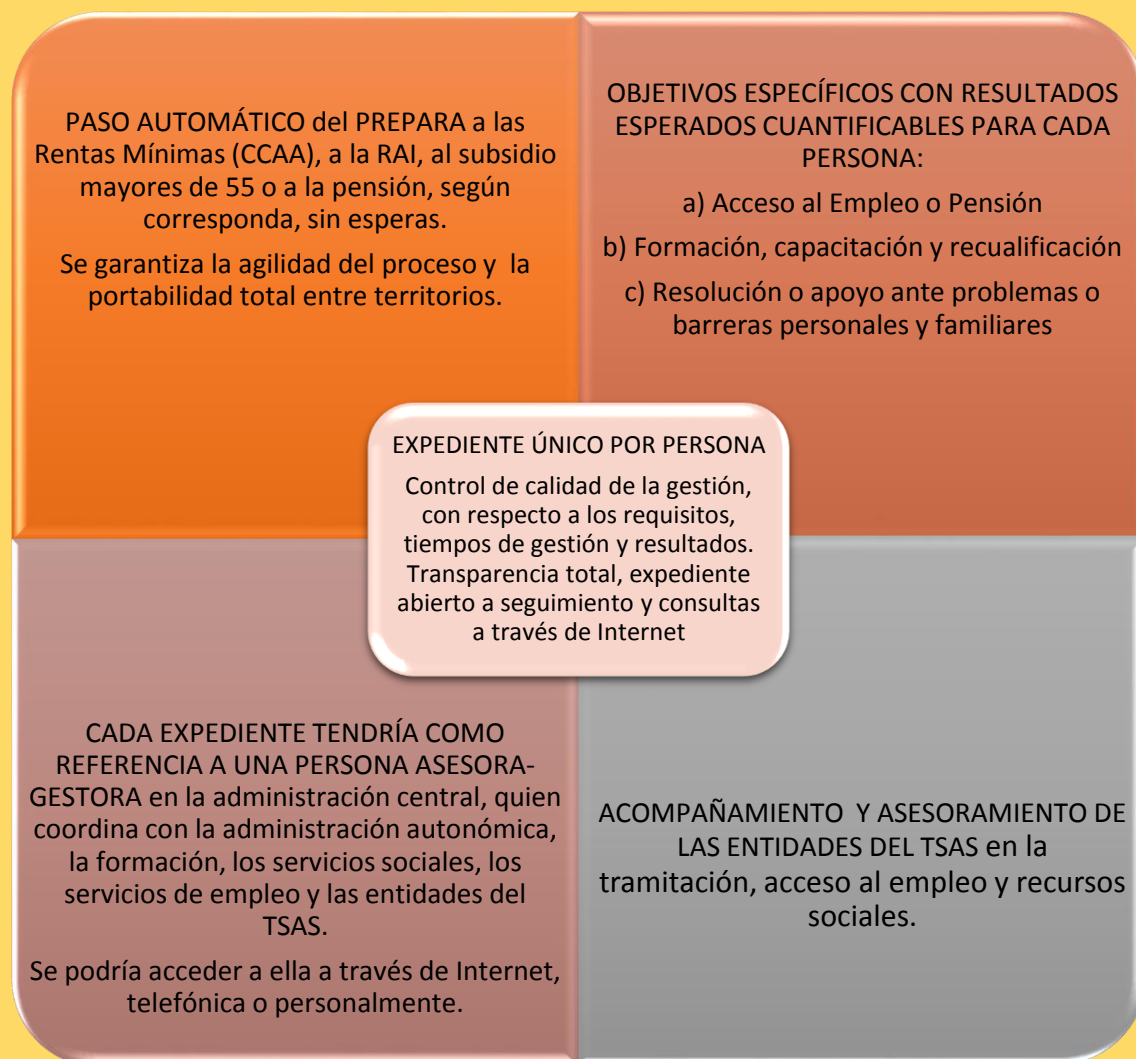 PASO AUTOMÁTICO del PREPARA a las
Rentas Mínimas (CCAA), a la RAI, al subsidio
mayores de 55 o a la pensión, según
corresponda, sin esperas.
Se garantiza la agilidad del proceso y la
portabilidad total entre territorios.
OBJETIVOS ESPECÍFICOS CON RESULTADOS
ESPERADOS CUANTIFICABLES PARA CADA
PERSONA:
a) Acceso al Empleo o Pensión
b) Formación, capacitación y recualificación
c) Resolución o apoyo ante problemas o
barreras personales y familiares
EXPEDIENTE ÚNICO POR PERSONA
Control de calidad de la gestión,
con respecto a los requisitos,
tiempos de gestión y resultados.
Transparencia total, expediente
abierto a seguimiento y consultas
a través de Internet
CADA EXPEDIENTE TENDRÍA COMO
REFERENCIA A UNA PERSONA ASESORA-
GESTORA en la administración central, quien
coordina con la administración autonómica,
la formación, los servicios sociales, los
servicios de empleo y las entidades del
TSAS.
Se podría acceder a ella a través de Internet,
telefónica o personalmente.
ACOMPAÑAMIENTO Y ASESORAMIENTO DE
LAS ENTIDADES DEL TSAS en la
tramitación, acceso al empleo y recursos
sociales.